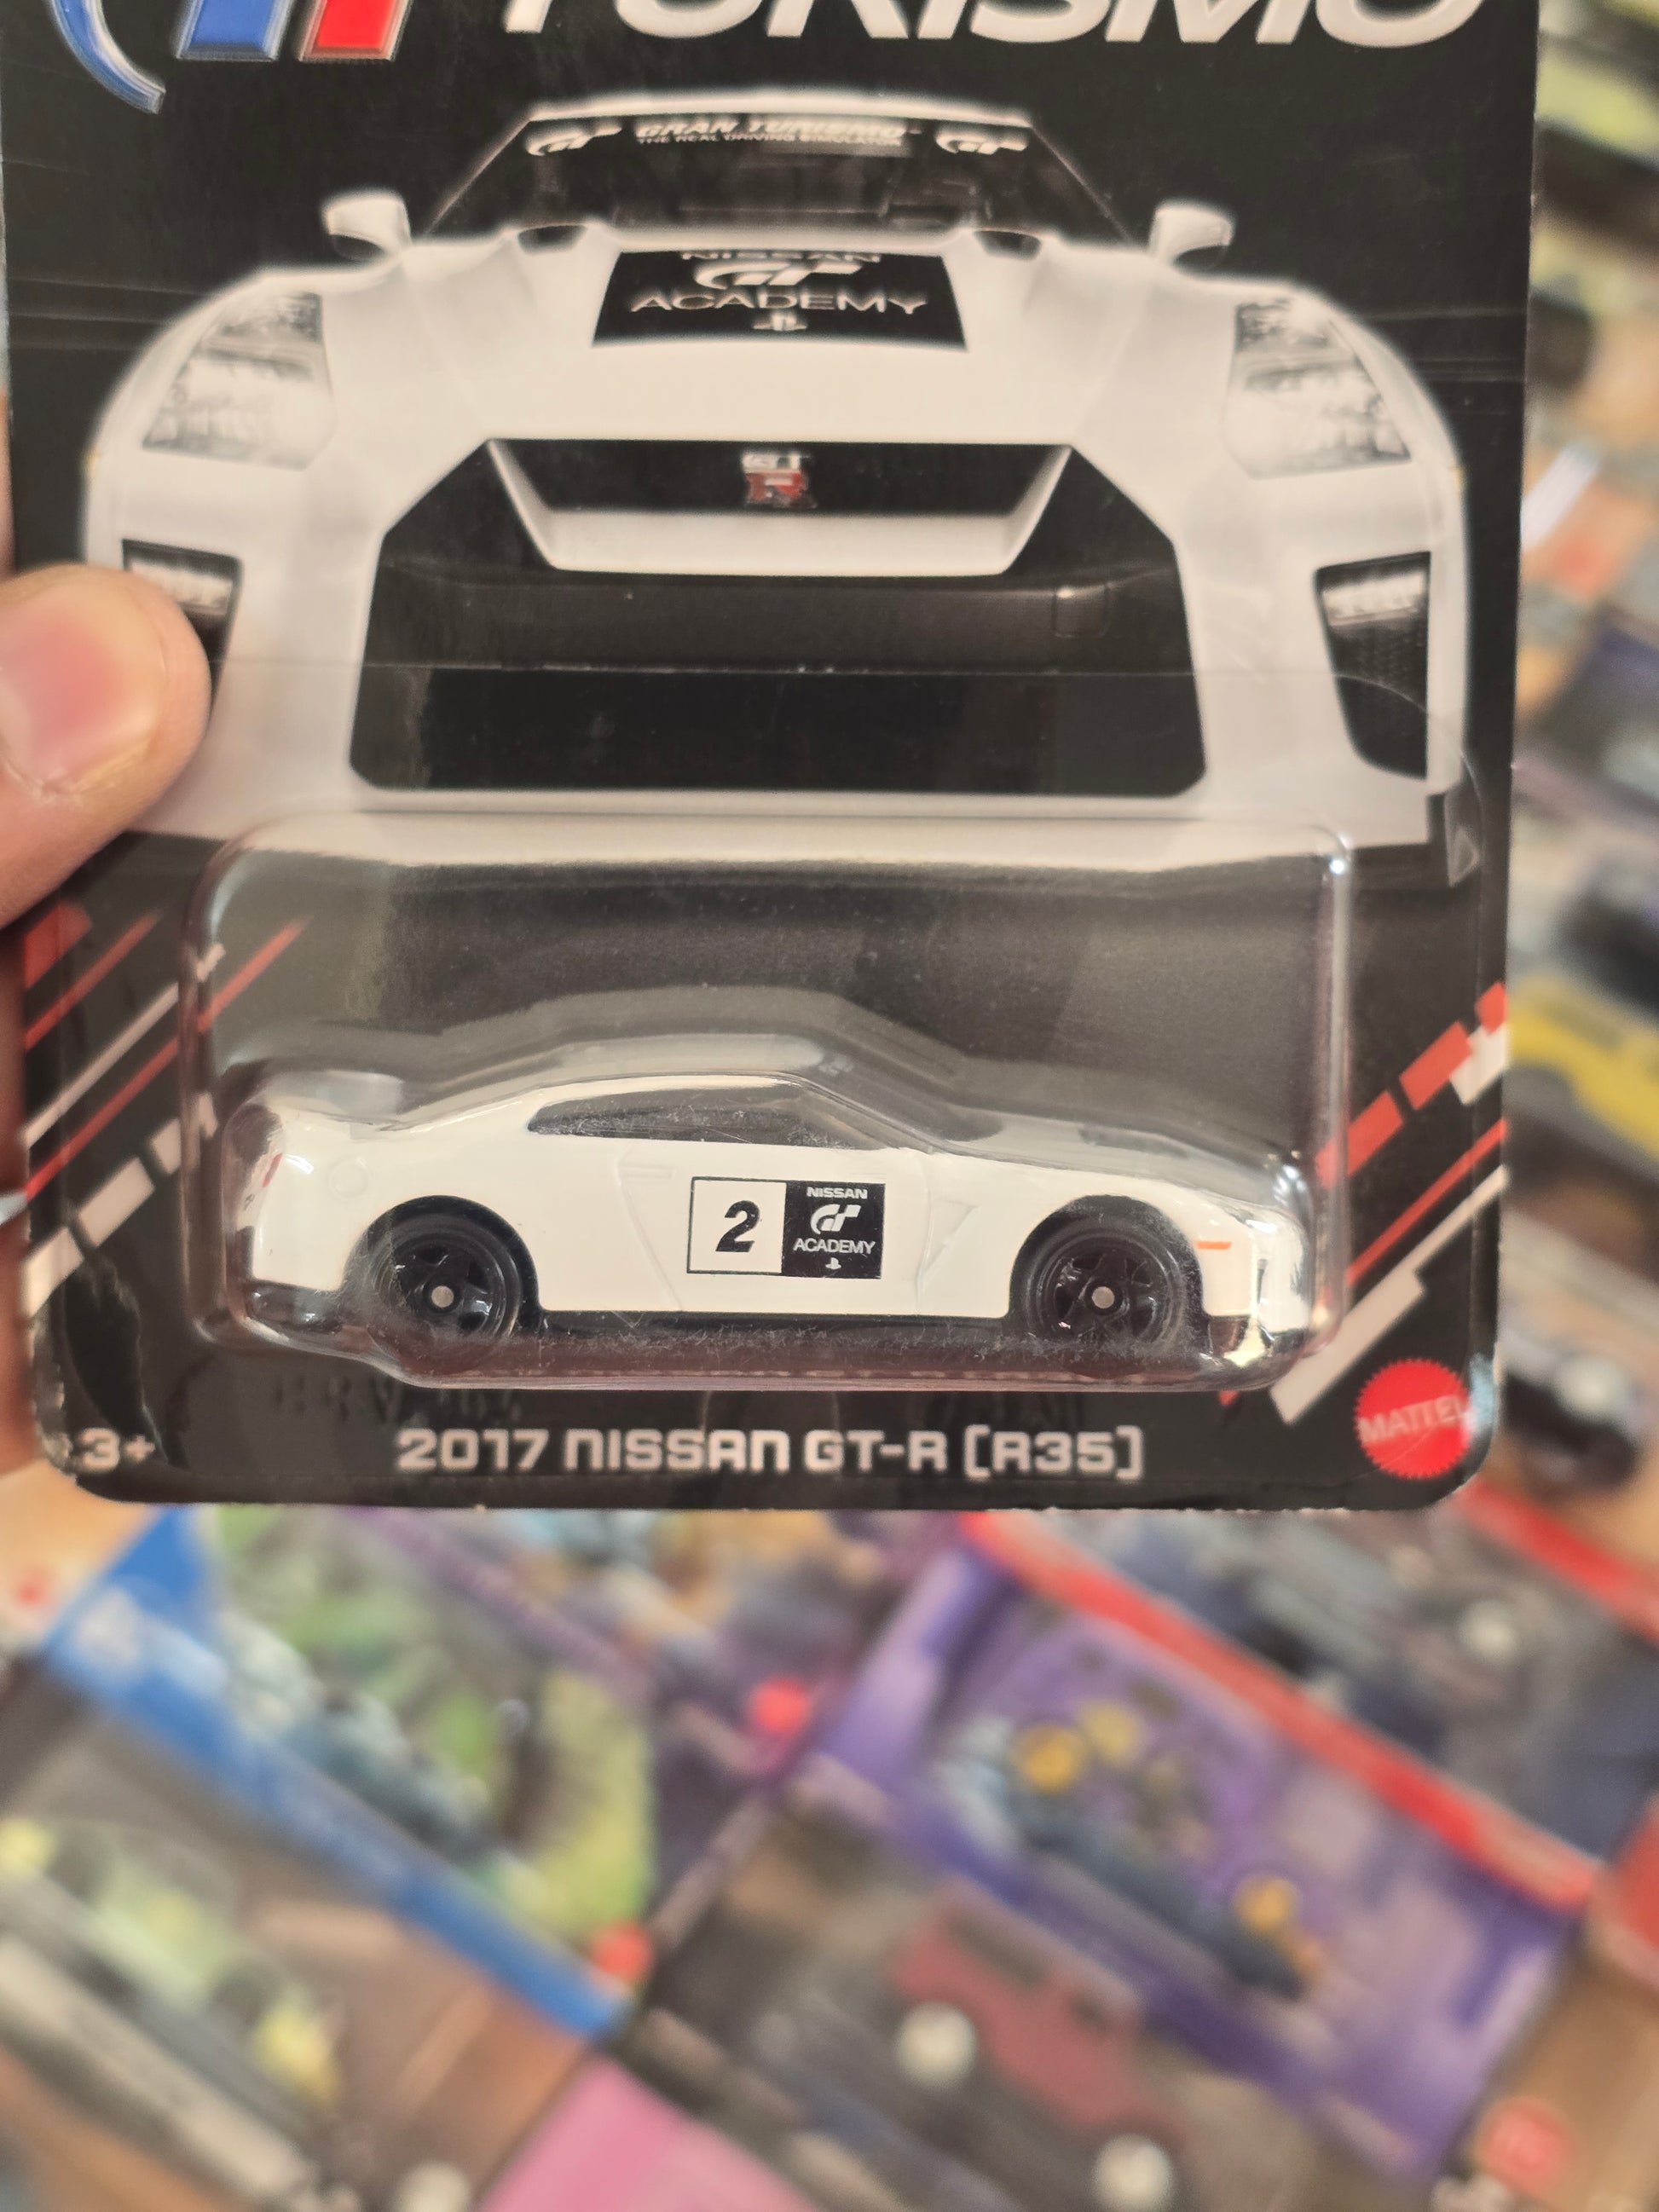 TURISMO
GRAN TURISMO
THE REAL DRIVING SIMULATOR
NISSAN
GT
ACADEMY
GT
R
2
NISSAN
GT
ACADEMY
3+
2017 NISSAN GT-R (R35)
MATTEL